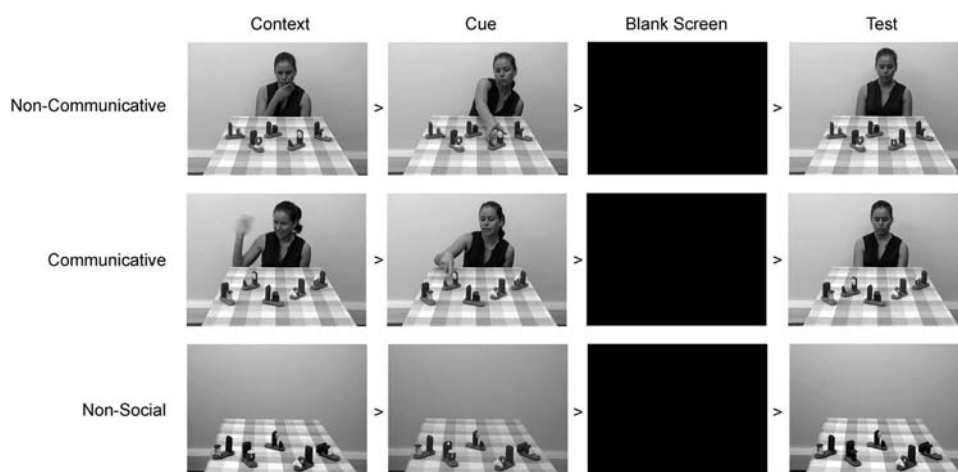 Context Cue Blank Screen Test
Non-Communicative > > >
Communicative > > >
Non-Social > > >